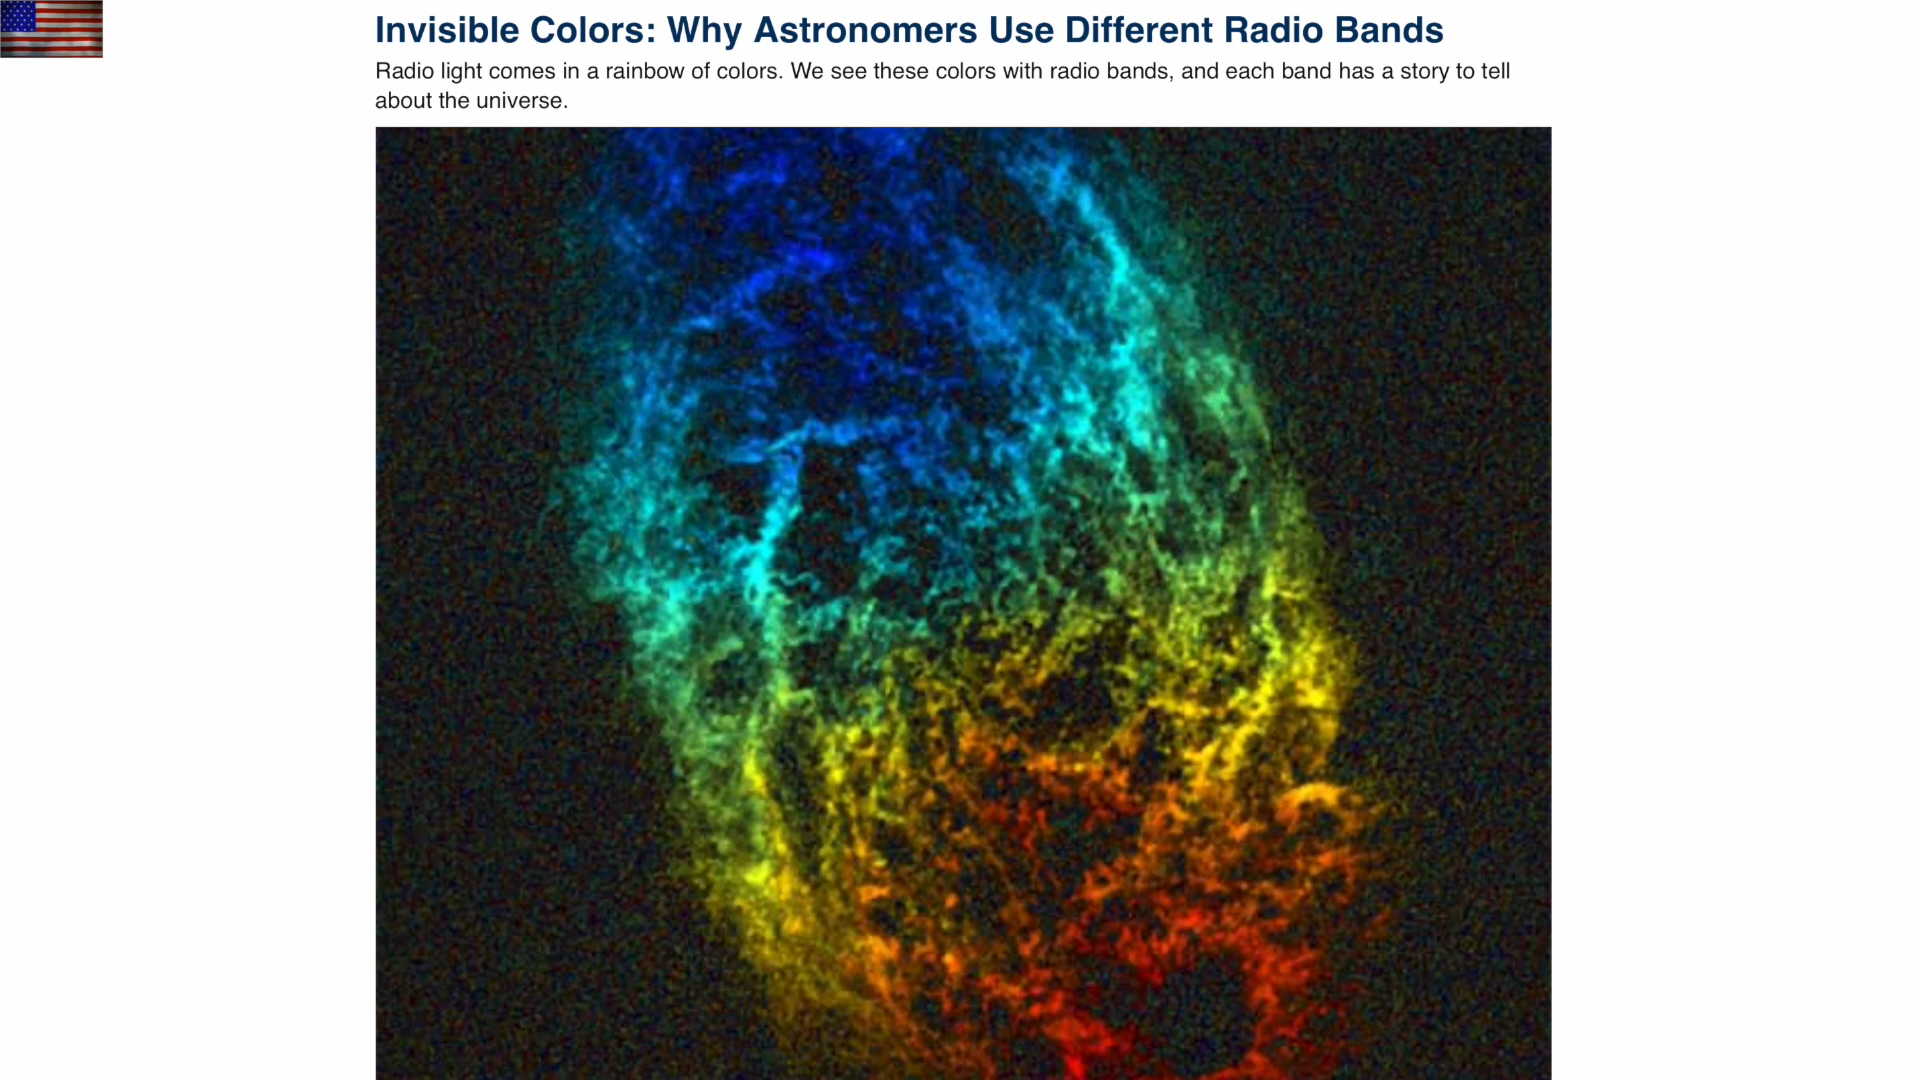 Invisible Colors: Why Astronomers Use Different Radio Bands
Radio light comes in a rainbow of colors. We see these colors with radio bands, and each band has a story to tell
about the universe.